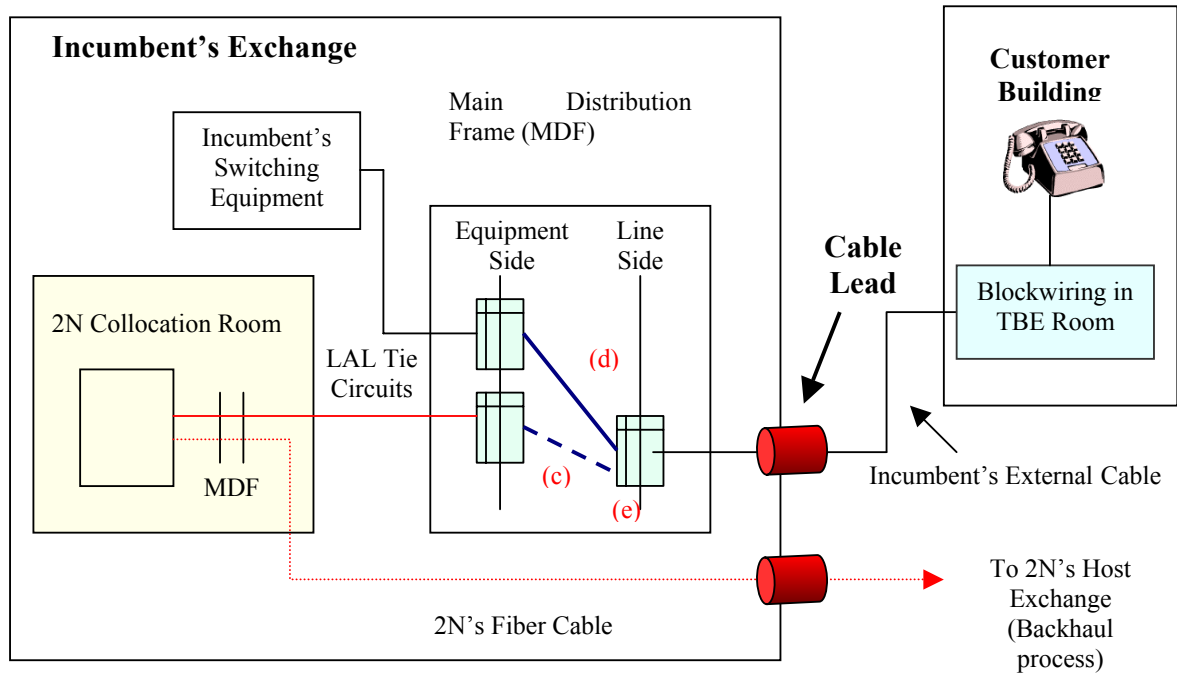 Incumbent's Exchange
Main Distribution
Frame (MDF)
Incumbent's
Switching
Equipment
Equipment
Side
Line
Side
2N Collocation Room
LAL Tie
Circuits
MDF
(d)
(c)
(e)
Cable
Lead
Customer
Building
Blockwiring in
TBE Room
Incumbent's External Cable
2N's Fiber Cable
To 2N's Host
Exchange
(Backhaul
process)